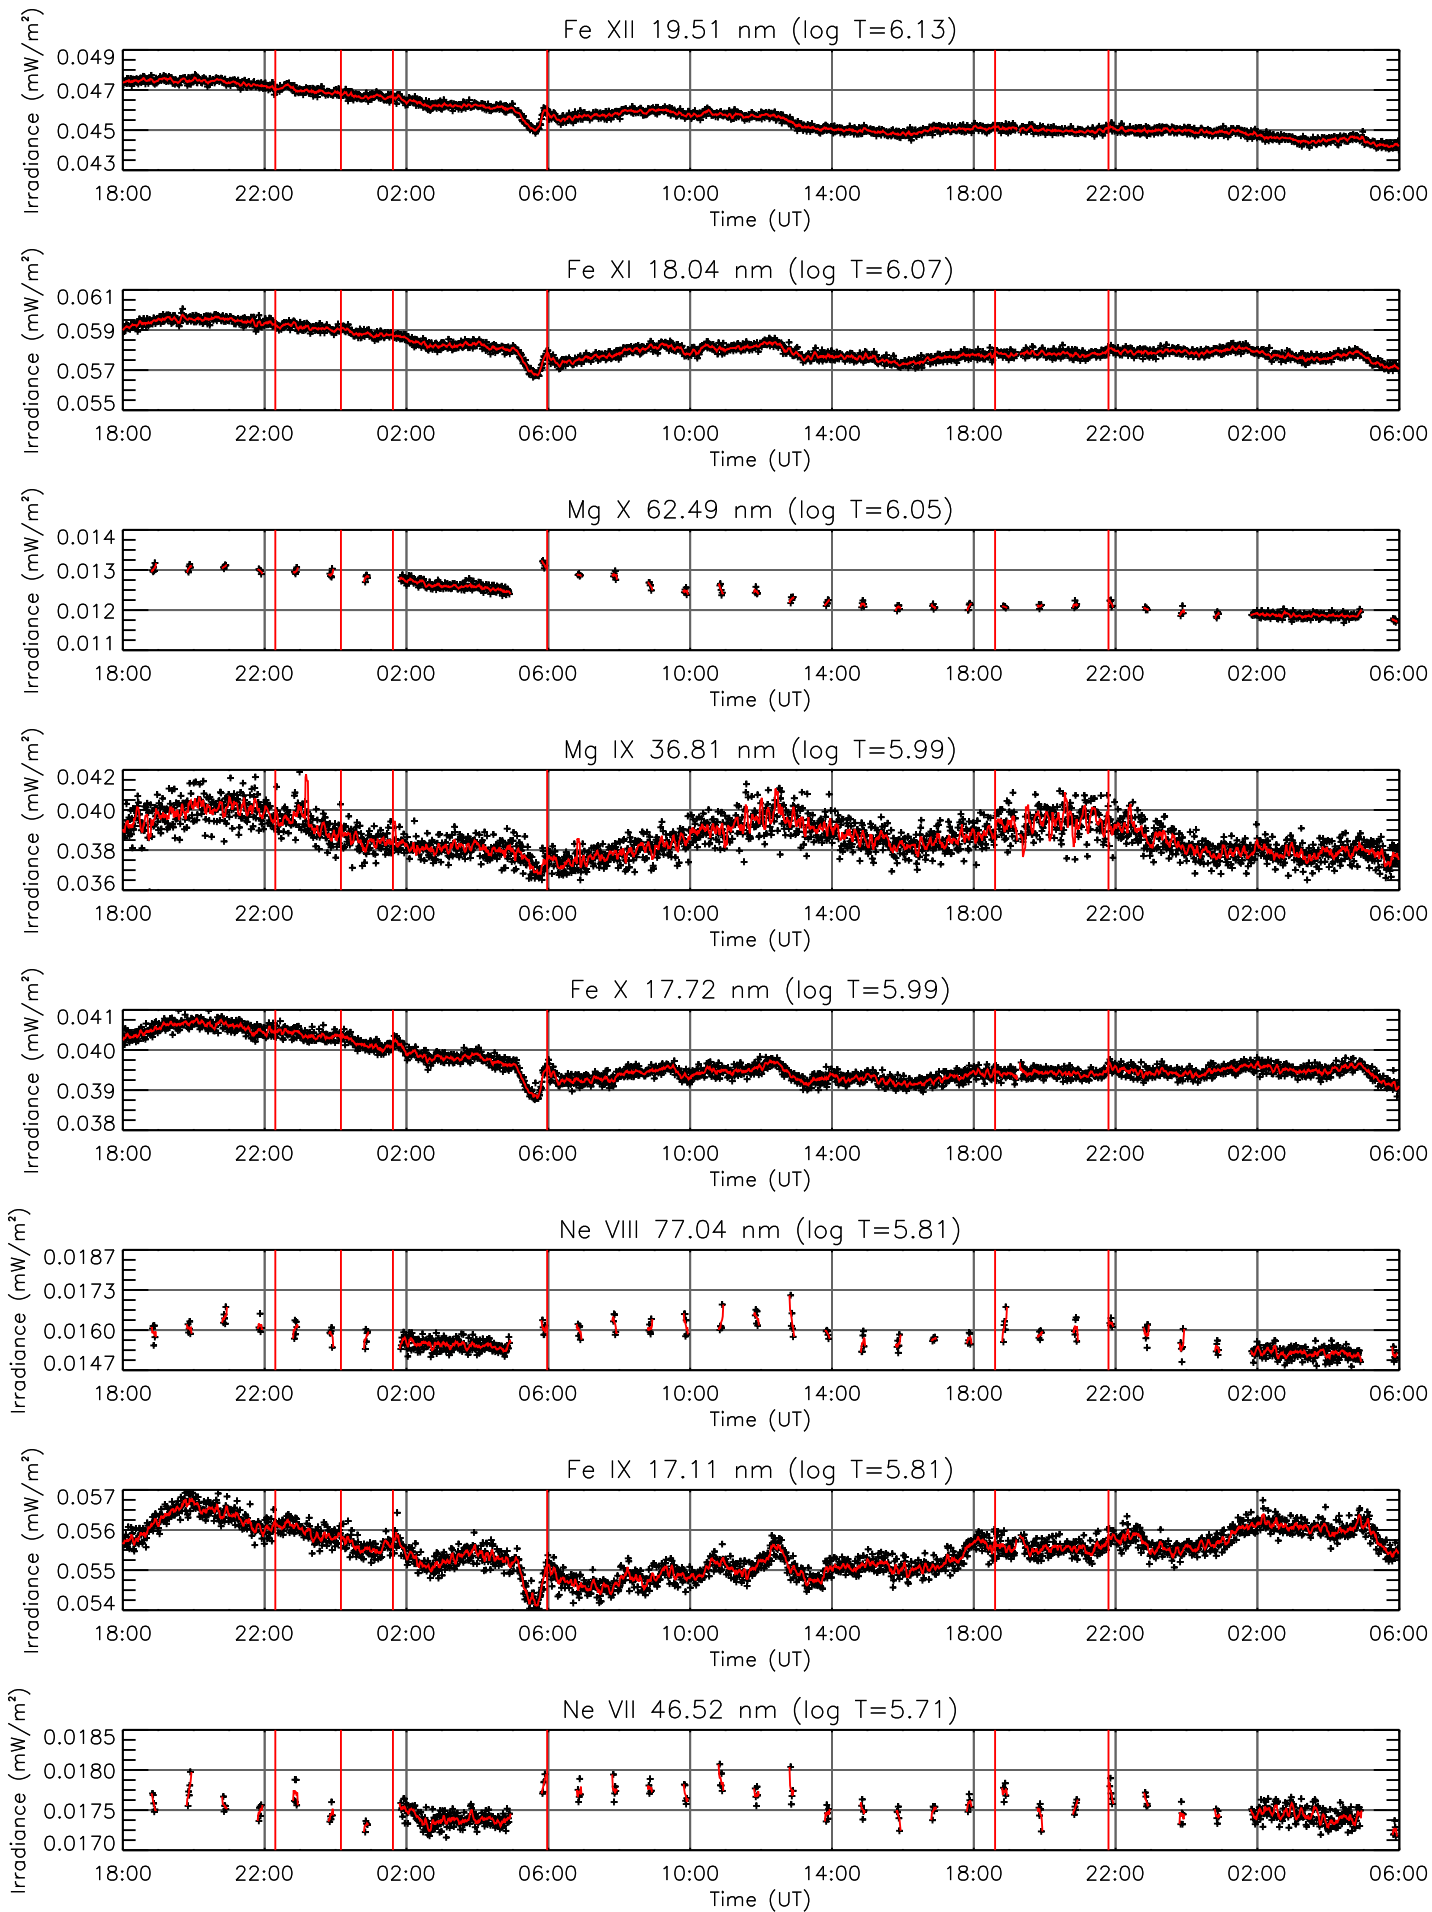 Fe XII 19.51 nm (log T=6.13)
Irradiance (mW/m²)
0.049
0.047
0.045
0.043
18:00 22:00 02:00 06:00 10:00 14:00 18:00 22:00 02:00 06:00
Time (UT)
Fe XI 18.04 nm (log T=6.07)
Irradiance (mW/m²)
0.061
0.059
0.057
0.055
18:00 22:00 02:00 06:00 10:00 14:00 18:00 22:00 02:00 06:00
Time (UT)
Mg X 62.49 nm (log T=6.05)
Irradiance (mW/m²)
0.014
0.013
0.012
0.011
18:00 22:00 02:00 06:00 10:00 14:00 18:00 22:00 02:00 06:00
Time (UT)
Mg IX 36.81 nm (log T=5.99)
Irradiance (mW/m²)
0.042
0.040
0.038
0.036
18:00 22:00 02:00 06:00 10:00 14:00 18:00 22:00 02:00 06:00
Time (UT)
Fe X 17.72 nm (log T=5.99)
Irradiance (mW/m²)
0.041
0.040
0.039
0.038
18:00 22:00 02:00 06:00 10:00 14:00 18:00 22:00 02:00 06:00
Time (UT)
Ne VIII 77.04 nm (log T=5.81)
Irradiance (mW/m²)
0.0187
0.0173
0.0160
0.0147
18:00 22:00 02:00 06:00 10:00 14:00 18:00 22:00 02:00 06:00
Time (UT)
Fe IX 17.11 nm (log T=5.81)
Irradiance (mW/m²)
0.057
0.056
0.055
0.054
18:00 22:00 02:00 06:00 10:00 14:00 18:00 22:00 02:00 06:00
Time (UT)
Ne VII 46.52 nm (log T=5.71)
Irradiance (mW/m²)
0.0185
0.0180
0.0175
0.0170
18:00 22:00 02:00 06:00 10:00 14:00 18:00 22:00 02:00 06:00
Time (UT)